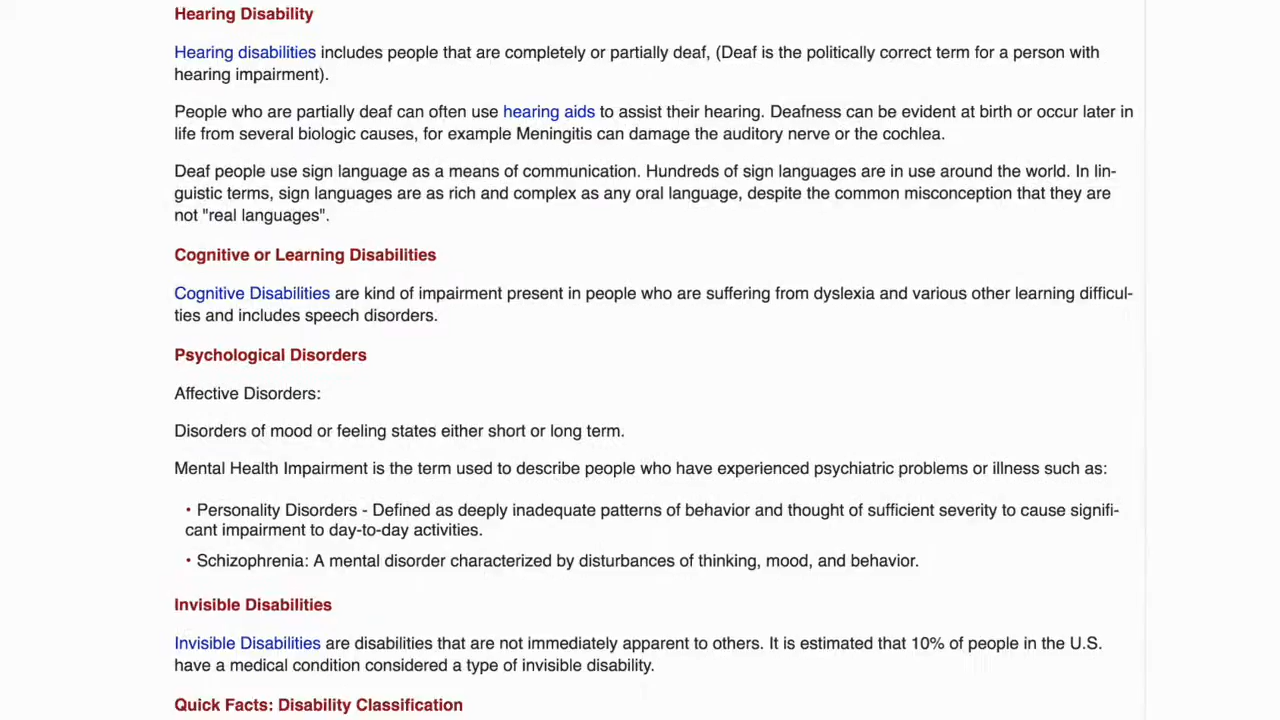 Hearing Disability
Hearing disabilities includes people that are completely or partially deaf, (Deaf is the politically correct term for a person with
hearing impairment).
People who are partially deaf can often use hearing aids to assist their hearing. Deafness can be evident at birth or occur later in
life from several biologic causes, for example Meningitis can damage the auditory nerve or the cochlea.
Deaf people use sign language as a means of communication. Hundreds of sign languages are in use around the world. In lin-
guistic terms, sign languages are as rich and complex as any oral language, despite the common misconception that they are
not "real languages".
Cognitive or Learning Disabilities
Cognitive Disabilities are kind of impairment present in people who are suffering from dyslexia and various other learning difficul-
ties and includes speech disorders.
Psychological Disorders
Affective Disorders:
Disorders of mood or feeling states either short or long term.
Mental Health Impairment is the term used to describe people who have experienced psychiatric problems or illness such as:
• Personality Disorders - Defined as deeply inadequate patterns of behavior and thought of sufficient severity to cause signifi-
cant impairment to day-to-day activities.
• Schizophrenia: A mental disorder characterized by disturbances of thinking, mood, and behavior.
Invisible Disabilities
Invisible Disabilities are disabilities that are not immediately apparent to others. It is estimated that 10% of people in the U.S.
have a medical condition considered a type of invisible disability.
Quick Facts: Disability Classification